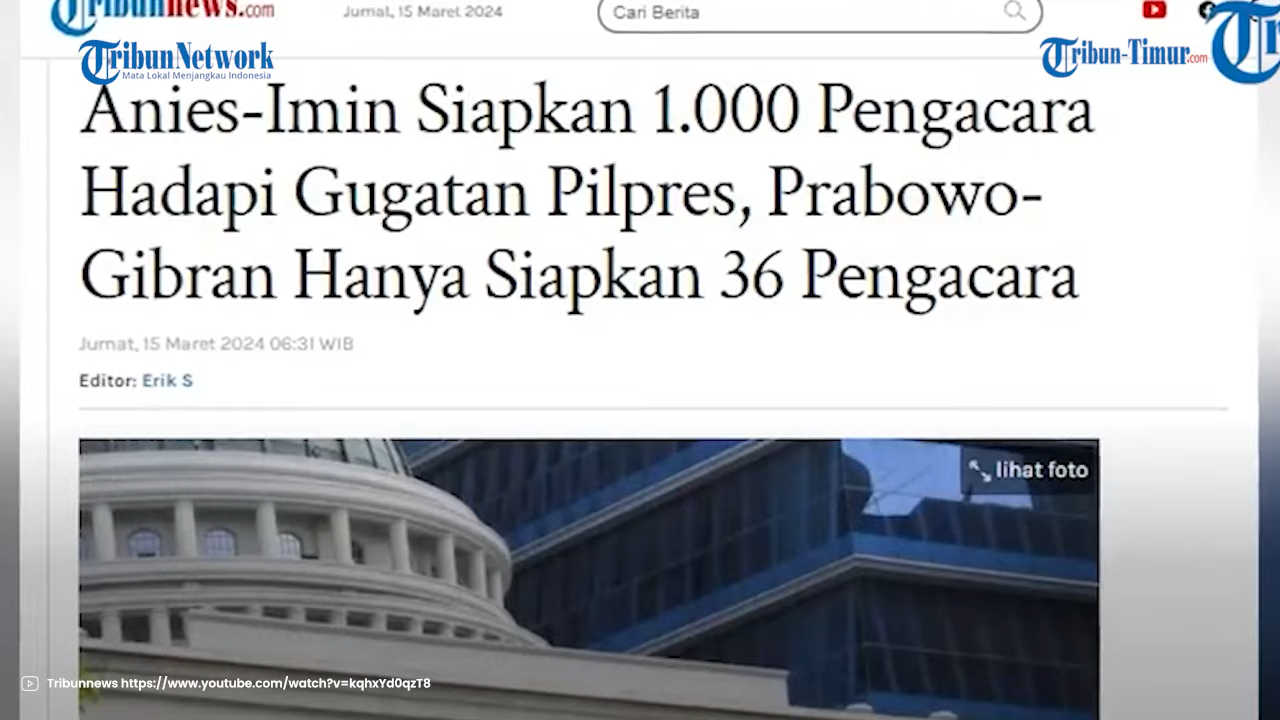 Tribunnews.com
Jumat, 15 Maret 2024
Cari Berita
TribunNetwork
Mata Lokal Menjangkau Indonesia
Tribun-Timur.com
Anies-Imin Siapkan 1.000 Pengacara
Hadapi Gugatan Pilpres, Prabowo-
Gibran Hanya Siapkan 36 Pengacara
Jumat, 15 Maret 2024 06:31 WIB
Editor: Erik S
lihat foto
Tribunnews https://www.youtube.com/watch?v=kqhxYd0qzT8